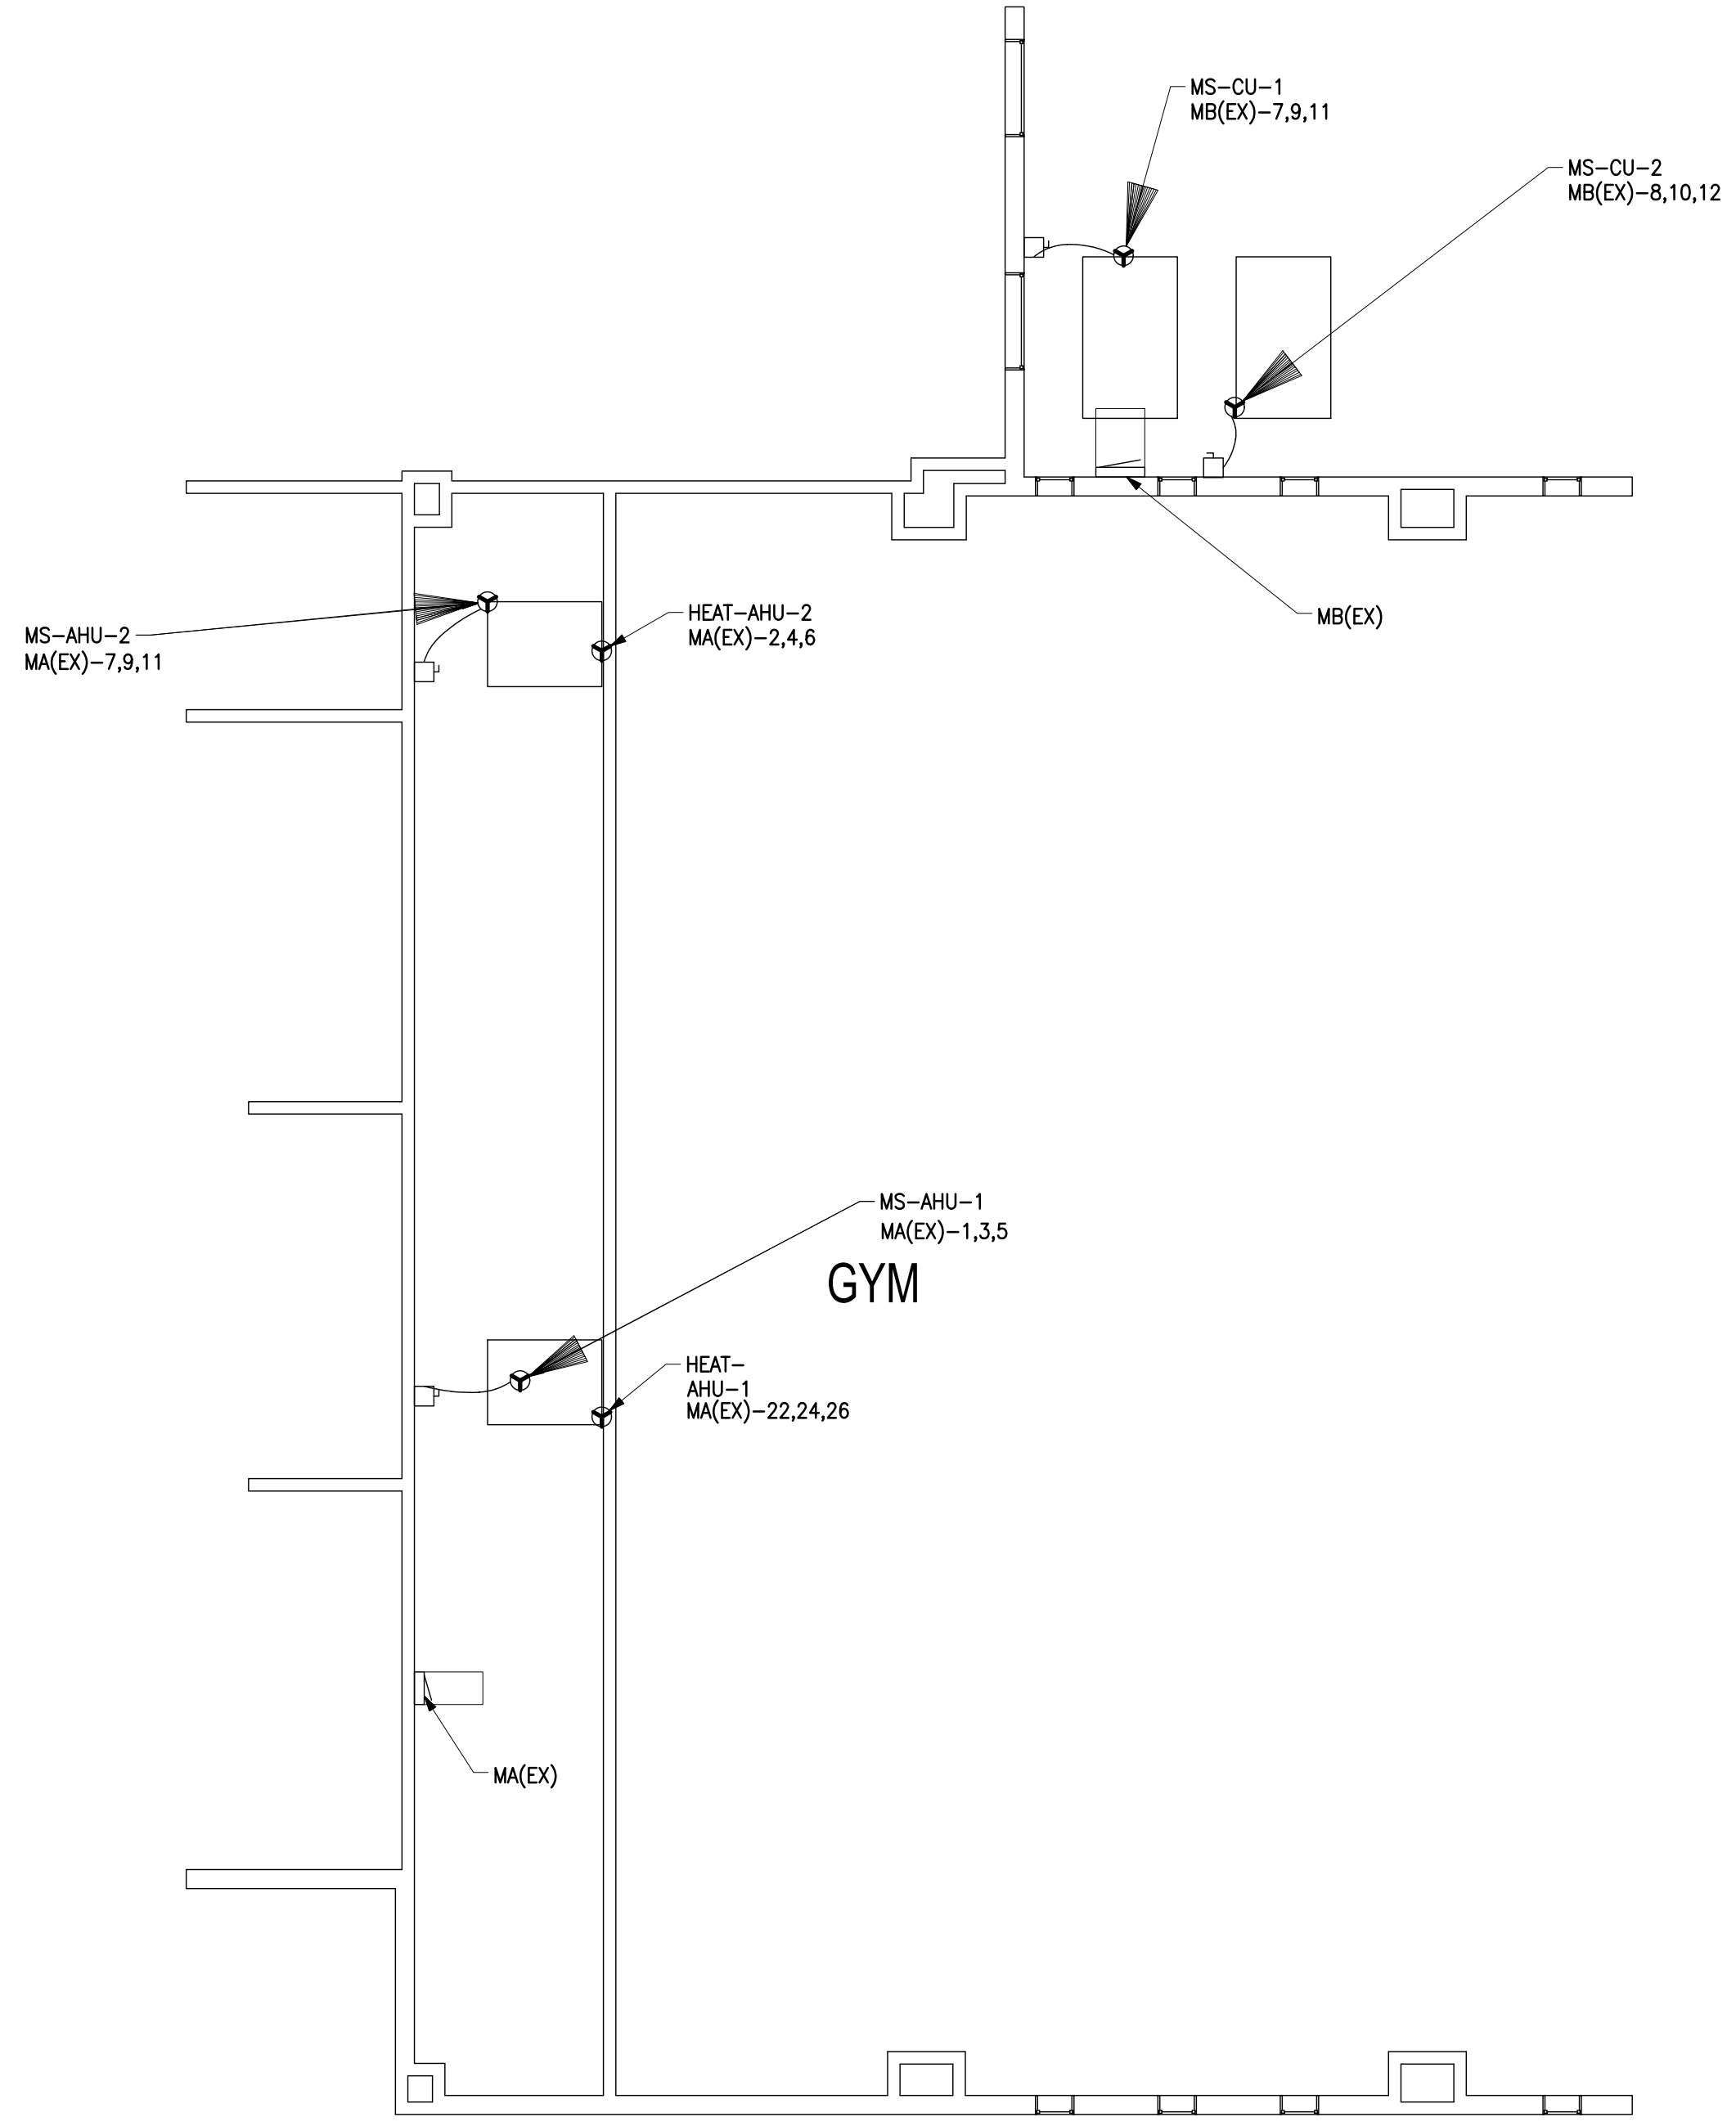 MS-CU-1
MB(EX)-7,9,11
MS-CU-2
MB(EX)-8,10,12
MS-AHU-2
MA(EX)-7,9,11
HEAT-AHU-2
MA(EX)-2,4,6
MB(EX)
MS-AHU-1
MA(EX)-1,3,5
GYM
HEAT-
AHU-1
MA(EX)-22,24,26
MA(EX)